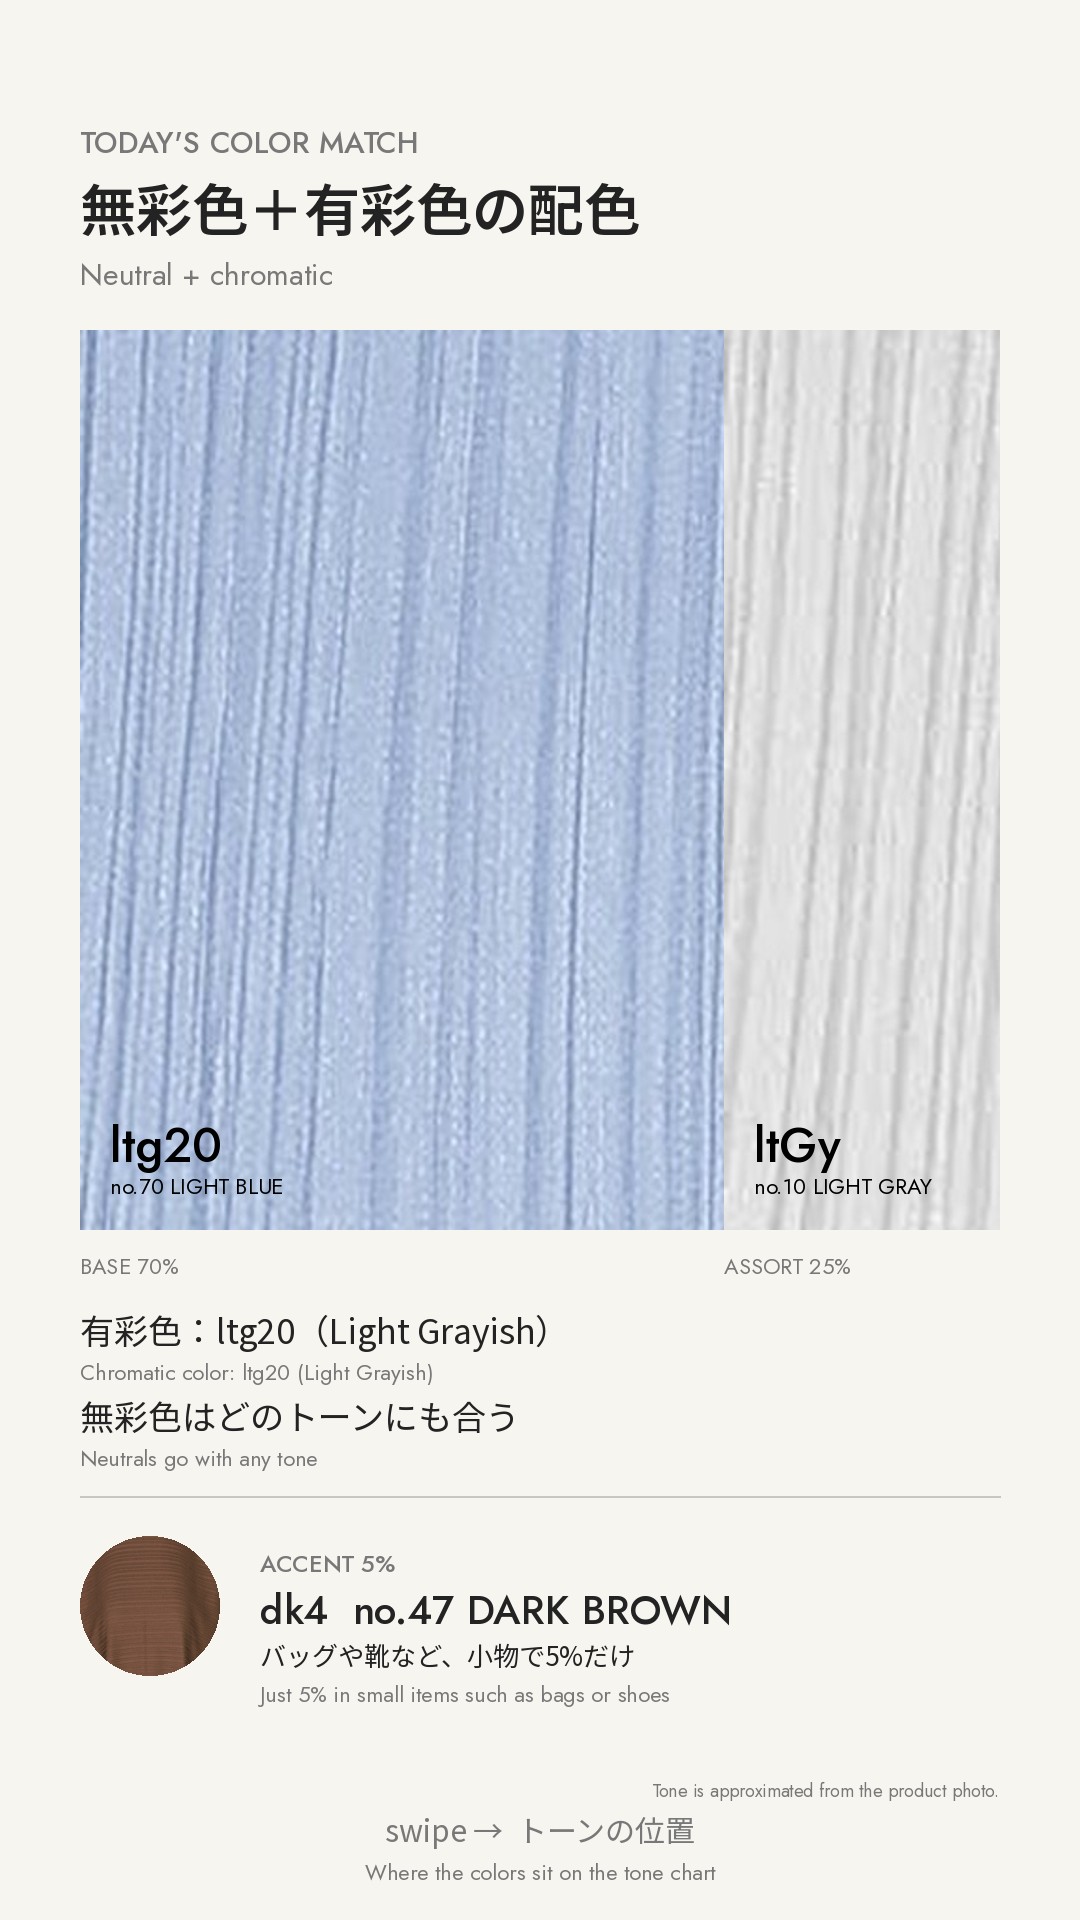 TODAY'S COLOR MATCH
無彩色＋有彩色の配色
Neutral + chromatic
ltg20
no.70 LIGHT BLUE
ltGy
no.10 LIGHT GRAY
BASE 70%
ASSORT 25%
有彩色：ltg20（Light Grayish）
Chromatic color: ltg20 (Light Grayish)
無彩色はどのトーンにも合う
Neutrals go with any tone
ACCENT 5%
dk4 no.47 DARK BROWN
バッグや靴など、小物で5%だけ
Just 5% in small items such as bags or shoes
Tone is approximated from the product photo.
swipe→ トーンの位置
Where the colors sit on the tone chart